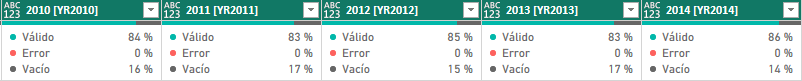 ABC 123 2010 [YR2010] ABC 123 2011 [YR2011] ABC 123 2012 [YR2012] ABC 123 2013 [YR2013] ABC 123 2014 [YR2014]
Válido 84 % Válido 83 % Válido 85 % Válido 83 % Válido 86 %
Error 0 % Error 0 % Error 0 % Error 0 % Error 0 %
Vacío 16 % Vacío 17 % Vacío 15 % Vacío 17 % Vacío 14 %